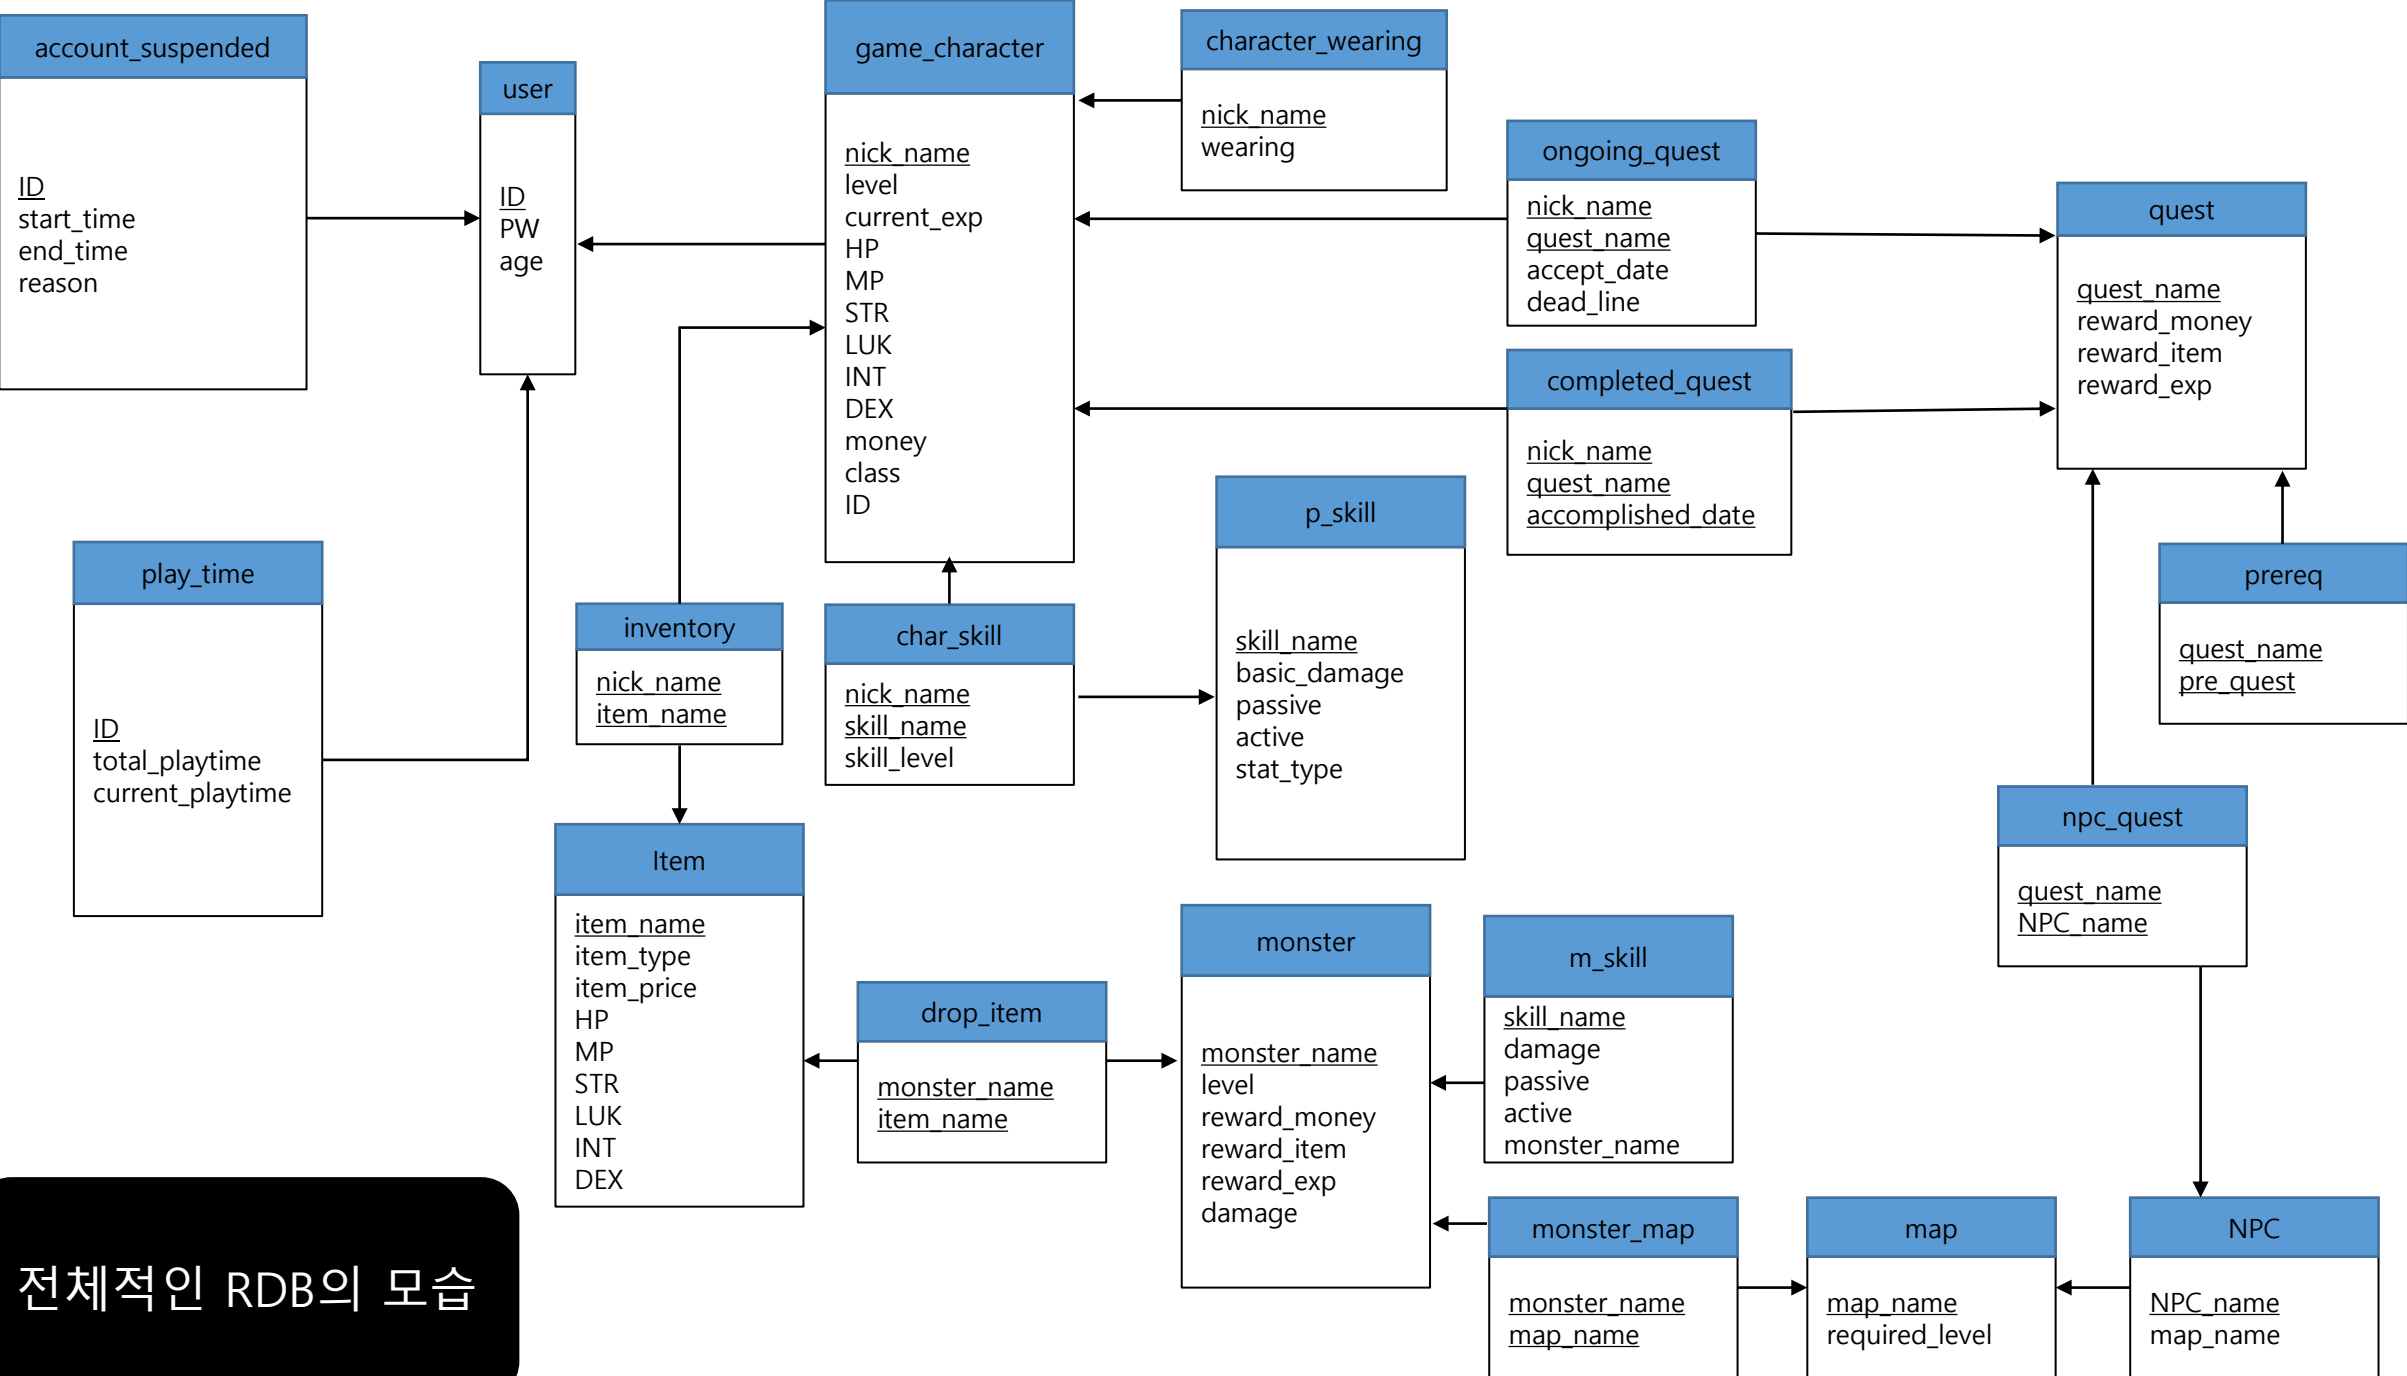 account_suspended
ID
start_time
end_time
reason
user
ID
PW
age
game_character
nick_name
level
current_exp
HP
MP
STR
LUK
INT
DEX
money
class
ID
character_wearing
nick_name
wearing
ongoing_quest
nick_name
quest_name
accept_date
dead_line
quest
quest_name
reward_money
reward_item
reward_exp
completed_quest
nick_name
quest_name
accomplished_date
p_skill
skill_name
basic_damage
passive
active
stat_type
prereq
quest_name
pre_quest
play_time
ID
total_playtime
current_playtime
inventory
nick_name
item_name
char_skill
nick_name
skill_name
skill_level
npc_quest
quest_name
NPC_name
Item
item_name
item_type
item_price
HP
MP
STR
LUK
INT
DEX
drop_item
monster_name
item_name
monster
monster_name
level
reward_money
reward_item
reward_exp
damage
m_skill
skill_name
damage
passive
active
monster_name
monster_map
monster_name
map_name
map
map_name
required_level
NPC
NPC_name
map_name
전체적인 RDB의 모습